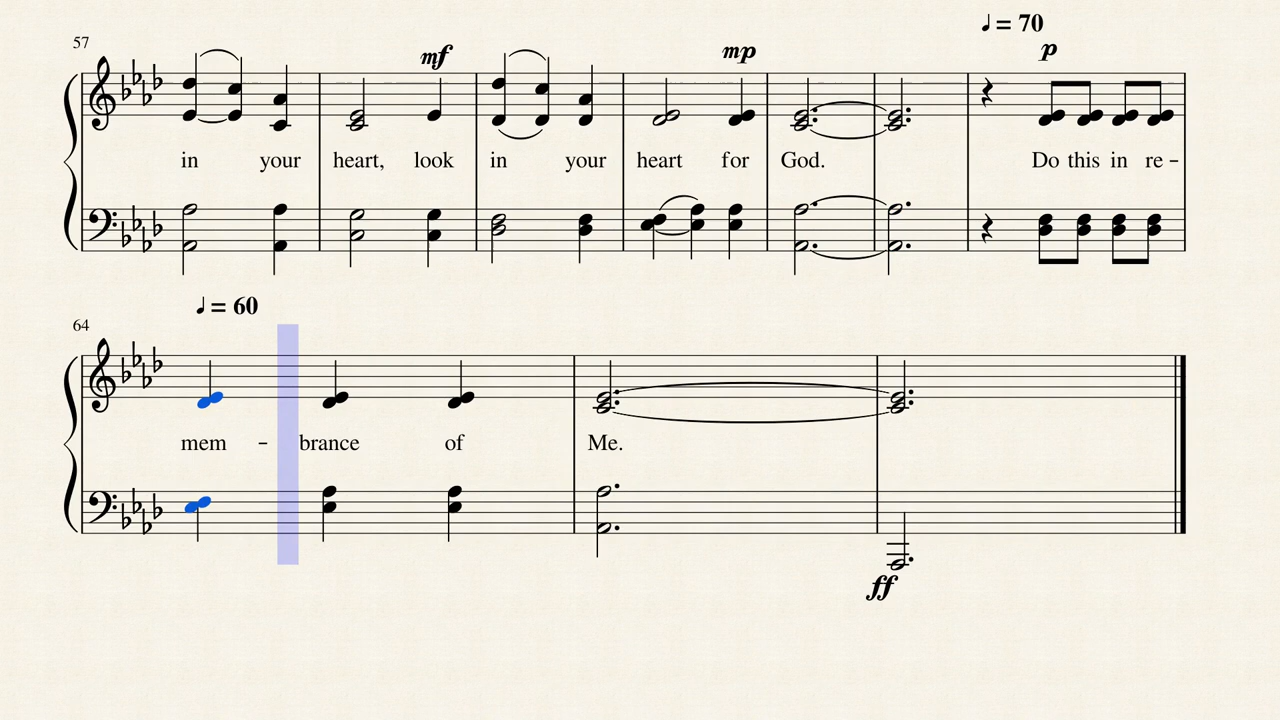 ♩ = 70
57 mf mp p
in your heart, look in your heart for God. Do this in re -
♩ = 60
64
mem - brance of Me.
ff